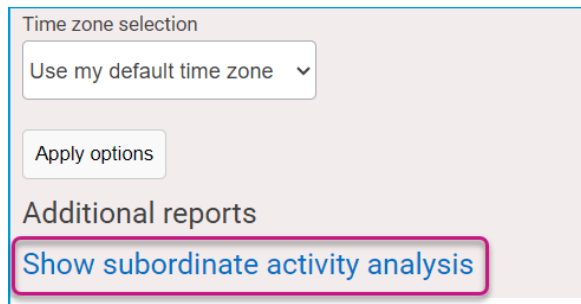 Time zone selection
Use my default time zone
Apply options
Additional reports
Show subordinate activity analysis